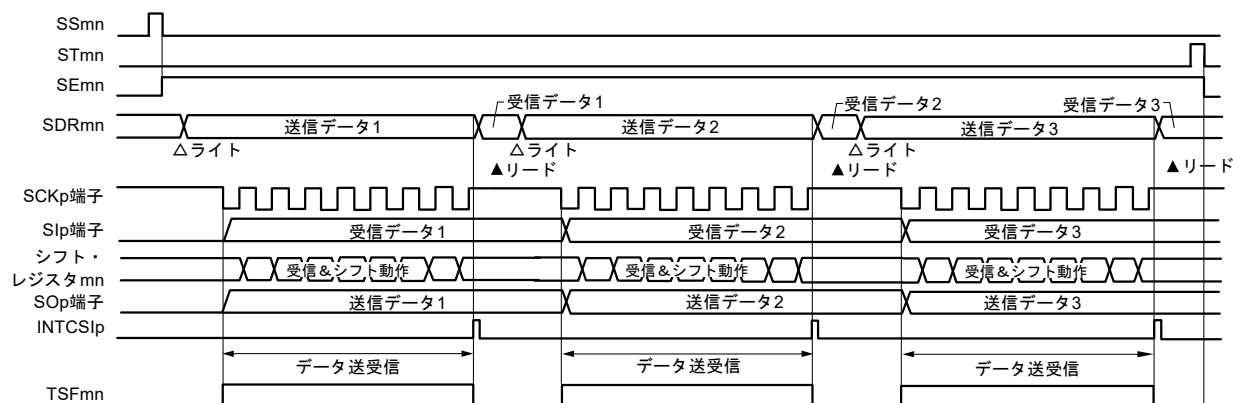 SSmn
STmn
SEmn
受信データ1 受信データ2 受信データ3
SDRmn 送信データ1 送信データ2 送信データ3
△ライト △ライト △ライト
▲リード ▲リード ▲リード
SCKp端子
SIp端子 受信データ1 受信データ2 受信データ3
シフト・
レジスタmn 受信&シフト動作 受信&シフト動作 受信&シフト動作
SOp端子 送信データ1 送信データ2 送信データ3
INTCSIp
データ送受信 データ送受信 データ送受信
TSFmn